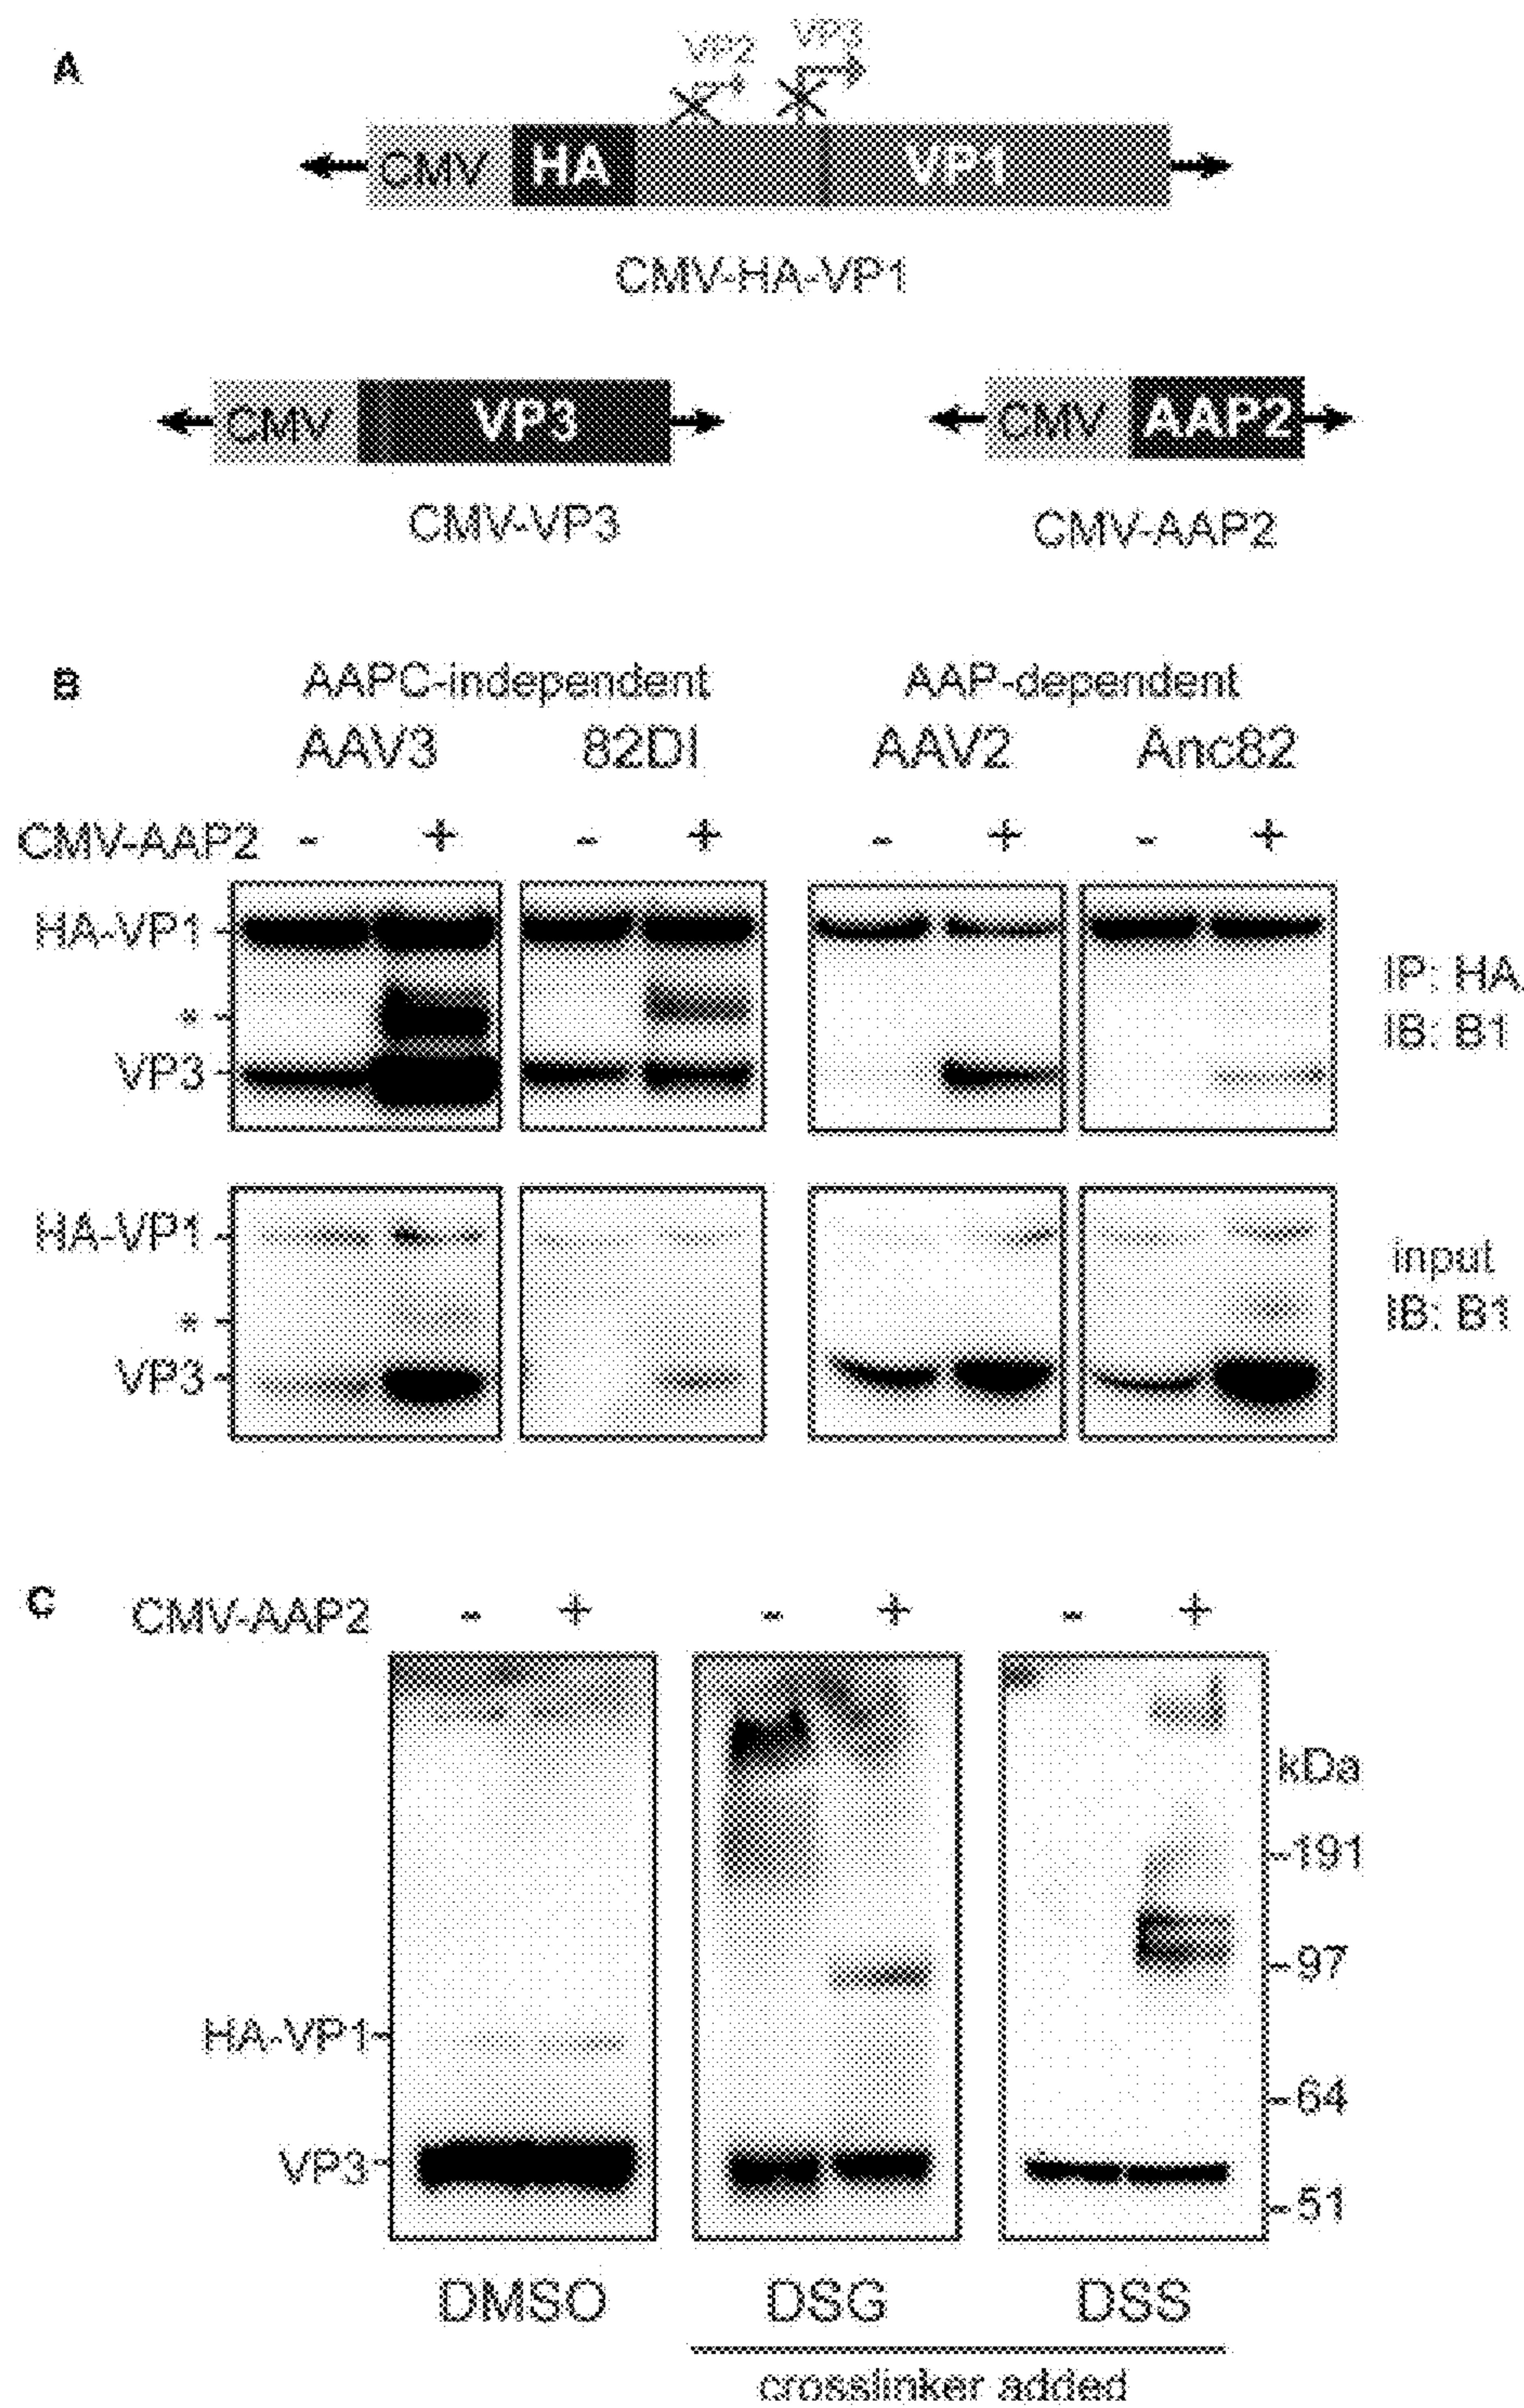 A
VP2 VP3
CMV HA VP1
CMV-HA-VP1
CMV VP3
CMV AAP2
CMV-VP3
CMV-AAP2
B
AAPC-independent AAP-dependent
AAV3 82DI AAV2 Anc82
CMV-AAP2 - + - + - + - +
HA-VP1
*
VP3
IP: HA
IB: B1
HA-VP1
*
VP3
input
IB: B1
C
CMV-AAP2 - + - + - +
kDa
191
97
HA-VP1
64
VP3
51
DMSO DSG DSS
crosslinker added